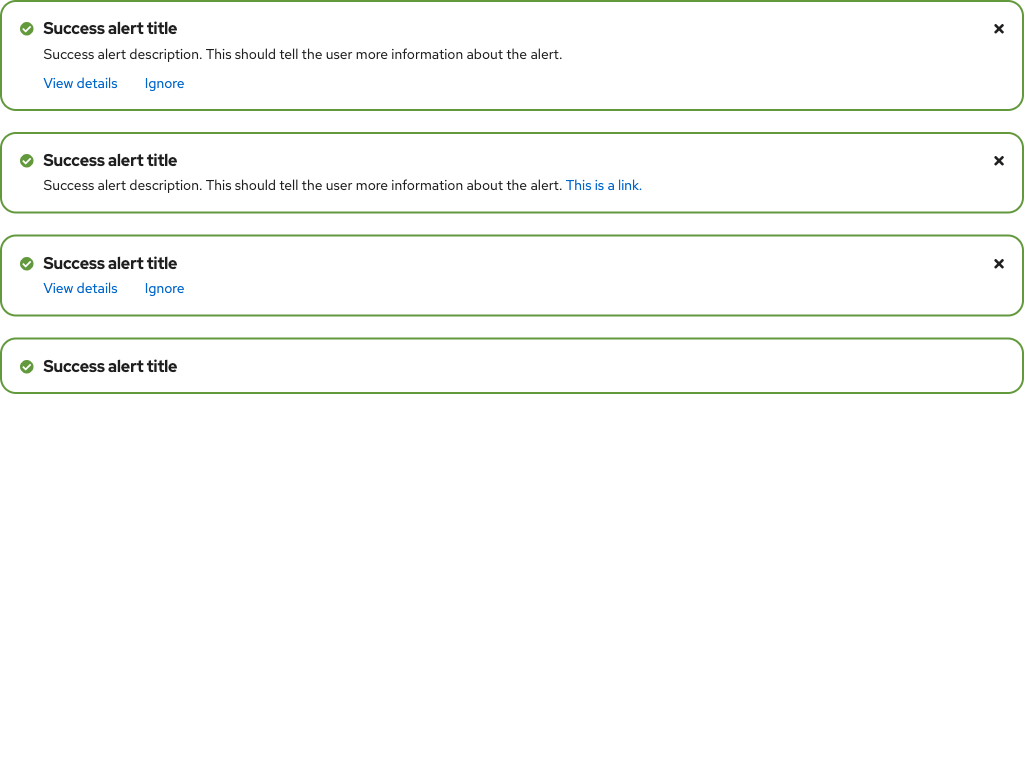 Success alert title
Success alert description. This should tell the user more information about the alert.
View details Ignore
Success alert title
Success alert description. This should tell the user more information about the alert. This is a link.
Success alert title
View details Ignore
Success alert title